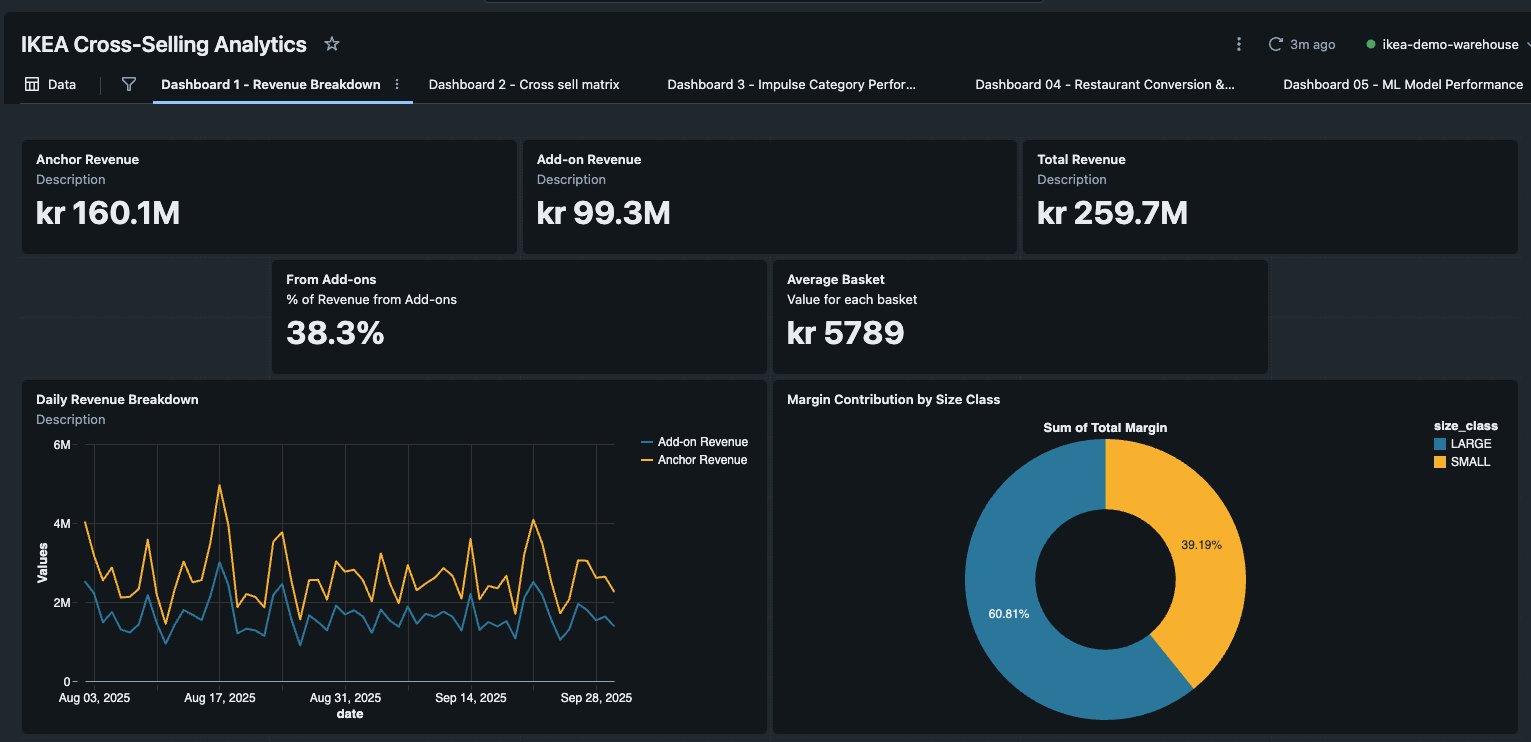 IKEA Cross-Selling Analytics
3m ago
ikea-demo-warehouse
Data
Dashboard 1 - Revenue Breakdown
Dashboard 2 - Cross sell matrix
Dashboard 3 - Impulse Category Perfor...
Dashboard 04 - Restaurant Conversion &...
Dashboard 05 - ML Model Performance
Anchor Revenue
Description
kr 160.1M
Add-on Revenue
Description
kr 99.3M
Total Revenue
Description
kr 259.7M
From Add-ons
% of Revenue from Add-ons
38.3%
Average Basket
Value for each basket
kr 5789
Daily Revenue Breakdown
Description
Add-on Revenue
Anchor Revenue
6M
4M
2M
0
Values
Aug 03, 2025
Aug 17, 2025
Aug 31, 2025
Sep 14, 2025
Sep 28, 2025
date
Margin Contribution by Size Class
Sum of Total Margin
size_class
LARGE
SMALL
39.19%
60.81%